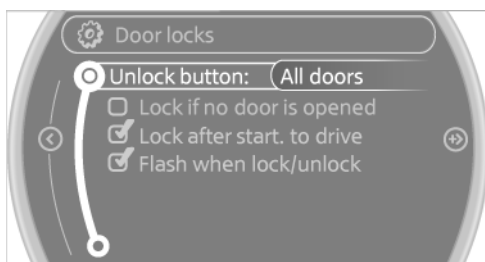 Door locks
Unlock button: All doors
Lock if no door is opened
Lock after start. to drive
Flash when lock/unlock